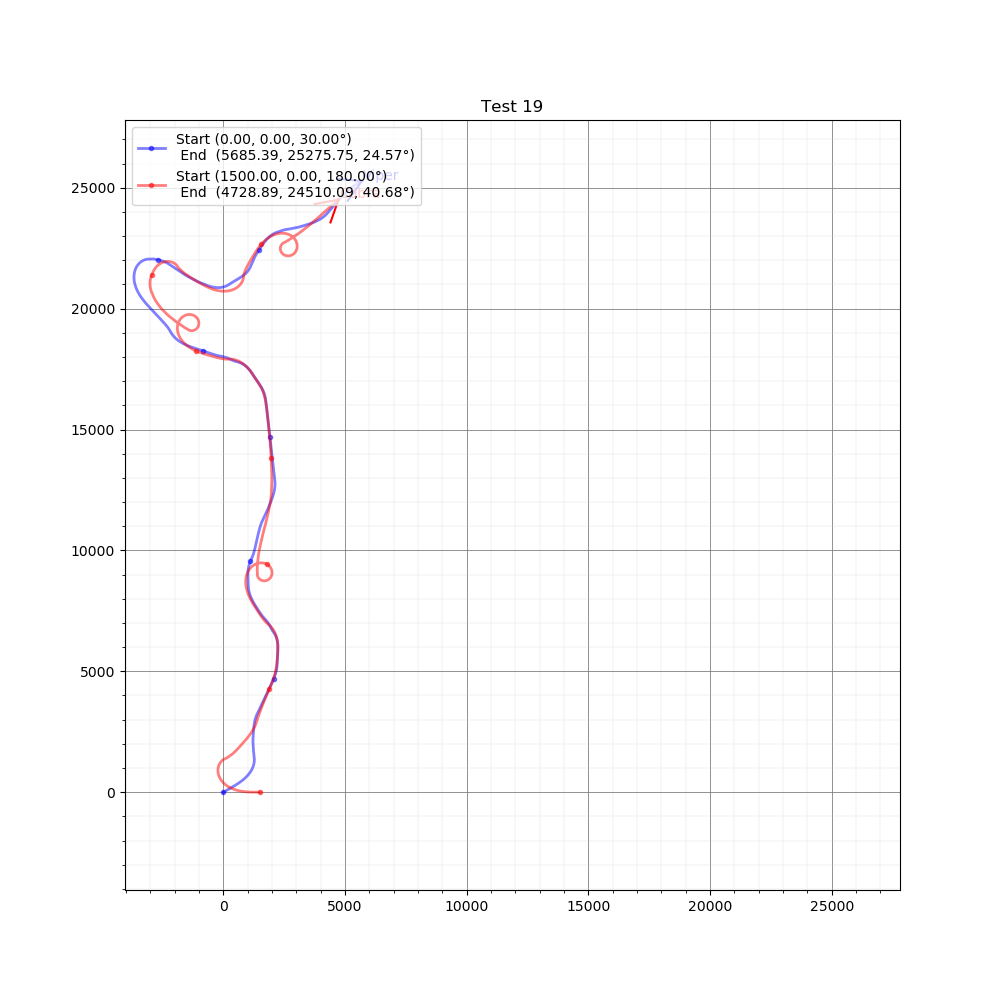 Test 19
Start (0.00, 0.00, 30.00°)
End (5685.39, 25275.75, 24.57°)
Start (1500.00, 0.00, 180.00°)
End (4728.89, 24510.09, 40.68°)
25000
20000
15000
10000
5000
0
0 5000 10000 15000 20000 25000